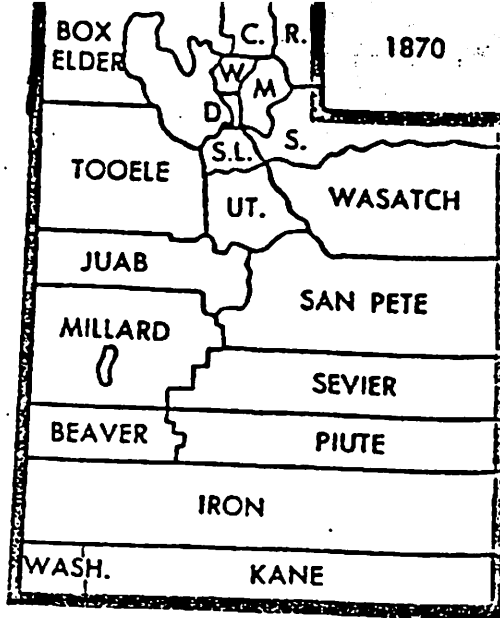 BOX
ELDER
C.
R.
1870
W
M
D
S.
S.L.
TOOELE
WASATCH
UT.
JUAB
SAN PETE
MILLARD
SEVIER
BEAVER
PIUTE
IRON
WASH.
KANE